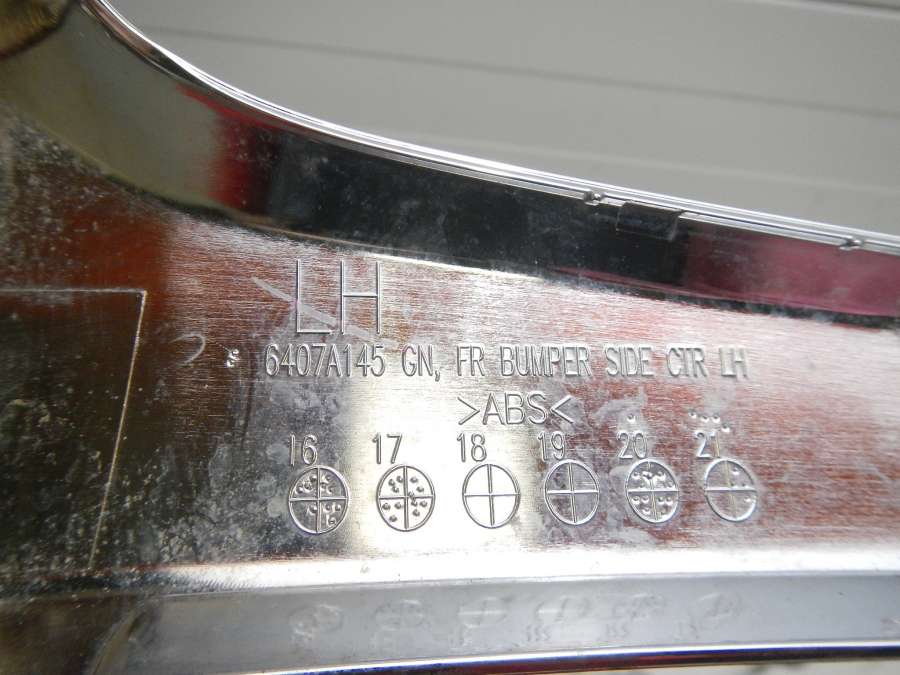 LH
6407A145 GN, FR BUMPER SIDE CTR LH
>ABS<
16 17 18 19 20 21